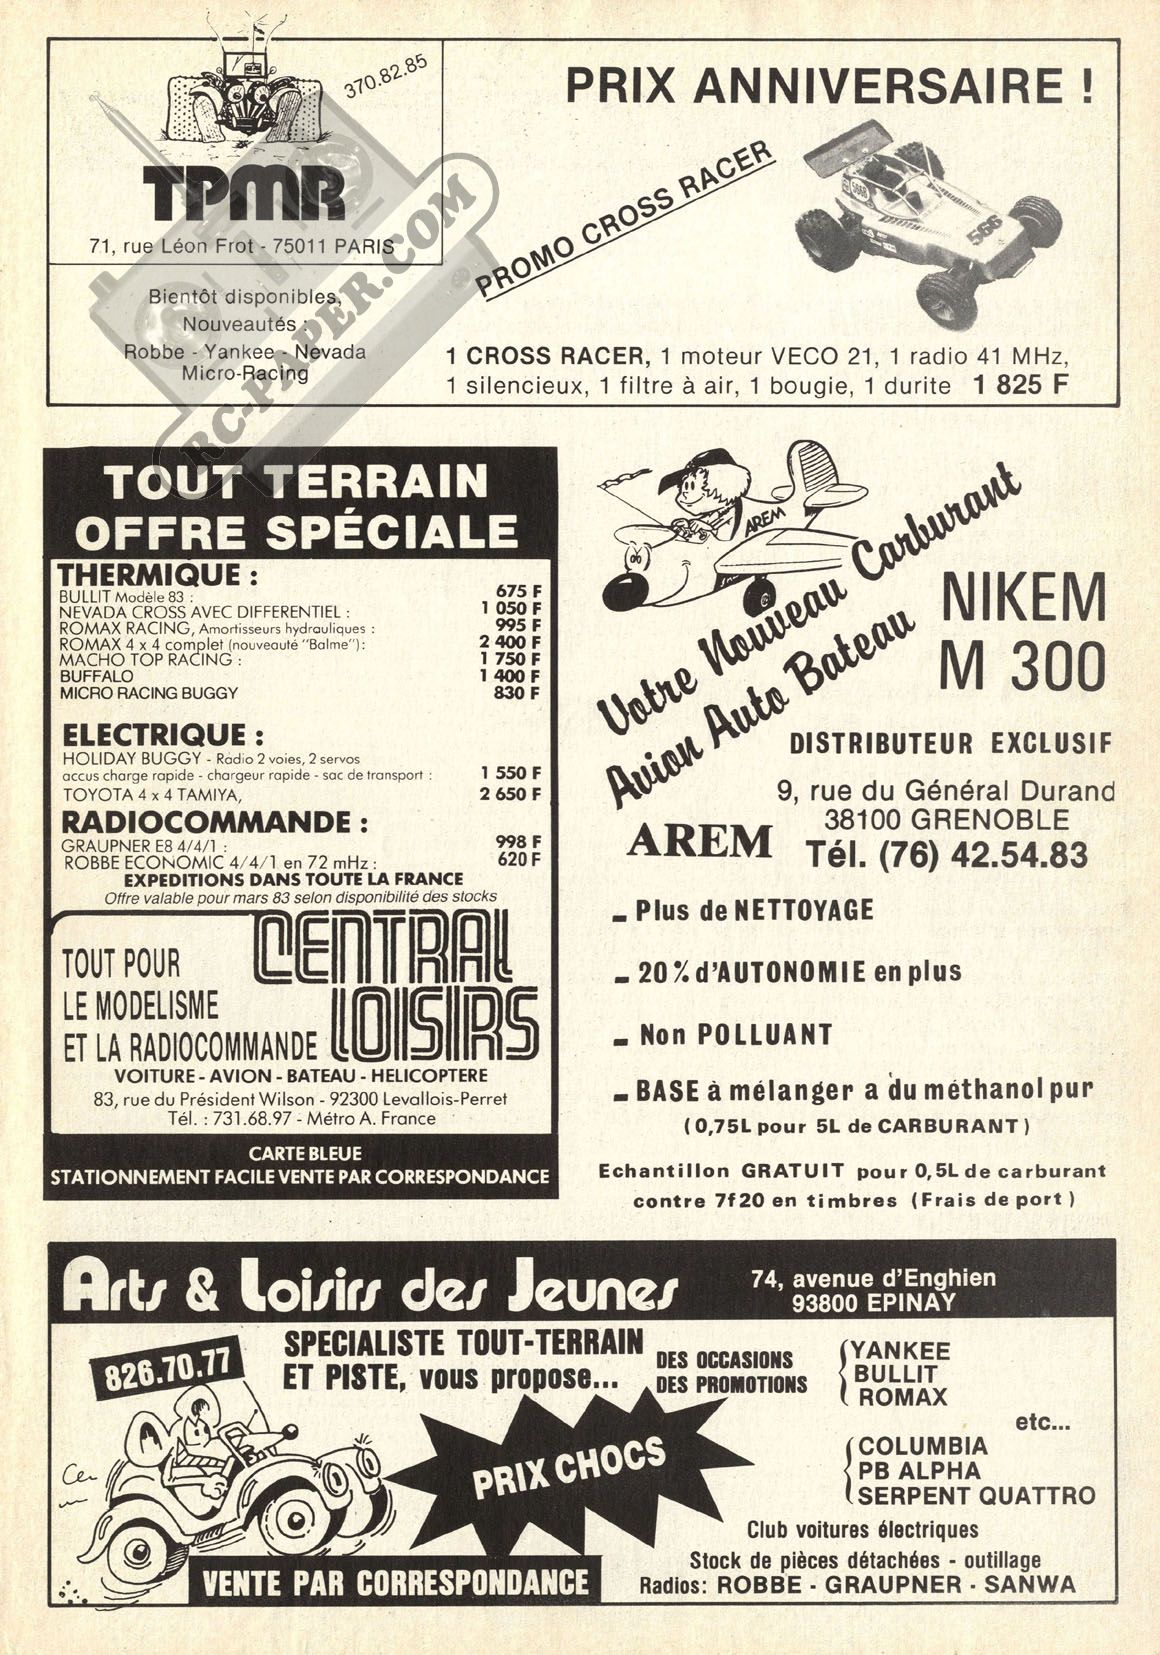 370.82.85
TPMR
71, rue Léon Frot - 75011 PARIS
Bientôt disponibles,
Nouveautés :
Robbe - Yankee - Nevada
Micro-Racing
PRIX ANNIVERSAIRE !
PROMO CROSS RACER
566
1 CROSS RACER, 1 moteur VECO 21, 1 radio 41 MHz,
1 silencieux, 1 filtre à air, 1 bougie, 1 durite 1 825 F
RC-PAPER.COM
TOUT TERRAIN
OFFRE SPÉCIALE
THERMIQUE :
BULLIT Modèle 83 : 675 F
NEVADA CROSS AVEC DIFFERENTIEL : 1 050 F
ROMAX RACING, Amortisseurs hydrauliques : 995 F
ROMAX 4 x 4 complet (nouveauté "Balme") : 2 400 F
MACHO TOP RACING : 1 750 F
BUFFALO 1 400 F
MICRO RACING BUGGY 830 F
ELECTRIQUE :
HOLIDAY BUGGY - Radio 2 voies, 2 servos
accus charge rapide - chargeur rapide - sac de transport : 1 550 F
TOYOTA 4 x 4 TAMIYA, 2 650 F
RADIOCOMMANDE :
GRAUPNER E8 4/4/1 : 998 F
ROBBE ECONOMIC 4/4/1 en 72 mHz : 620 F
EXPEDITIONS DANS TOUTE LA FRANCE
Offre valable pour mars 83 selon disponibilité des stocks
TOUT POUR
LE MODELISME
ET LA RADIOCOMMANDE
CENTRAL
LOISIRS
VOITURE - AVION - BATEAU - HELICOPTERE
83, rue du Président Wilson - 92300 Levallois-Perret
Tél. : 731.68.97 - Métro A. France
CARTE BLEUE
STATIONNEMENT FACILE VENTE PAR CORRESPONDANCE
AREM
Votre Nouveau Carburant
Avion Auto Bateau
NIKEM
M 300
DISTRIBUTEUR EXCLUSIF
9, rue du Général Durand
38100 GRENOBLE
AREM Tél. (76) 42.54.83
- Plus de NETTOYAGE
- 20 % d'AUTONOMIE en plus
- Non POLLUANT
- BASE à mélanger a du méthanol pur
(0,75L pour 5L de CARBURANT)
Echantillon GRATUIT pour 0,5L de carburant
contre 7f20 en timbres (Frais de port)
Arts & Loisirs des Jeunes
74, avenue d'Enghien
93800 EPINAY
826.70.77
SPECIALISTE TOUT-TERRAIN
ET PISTE, vous propose...
DES OCCASIONS
DES PROMOTIONS
YANKEE
BULLIT
ROMAX
etc...
COLUMBIA
PB ALPHA
SERPENT QUATTRO
PRIX CHOCS
Club voitures électriques
Stock de pièces détachées - outillage
Radios: ROBBE - GRAUPNER - SANWA
VENTE PAR CORRESPONDANCE